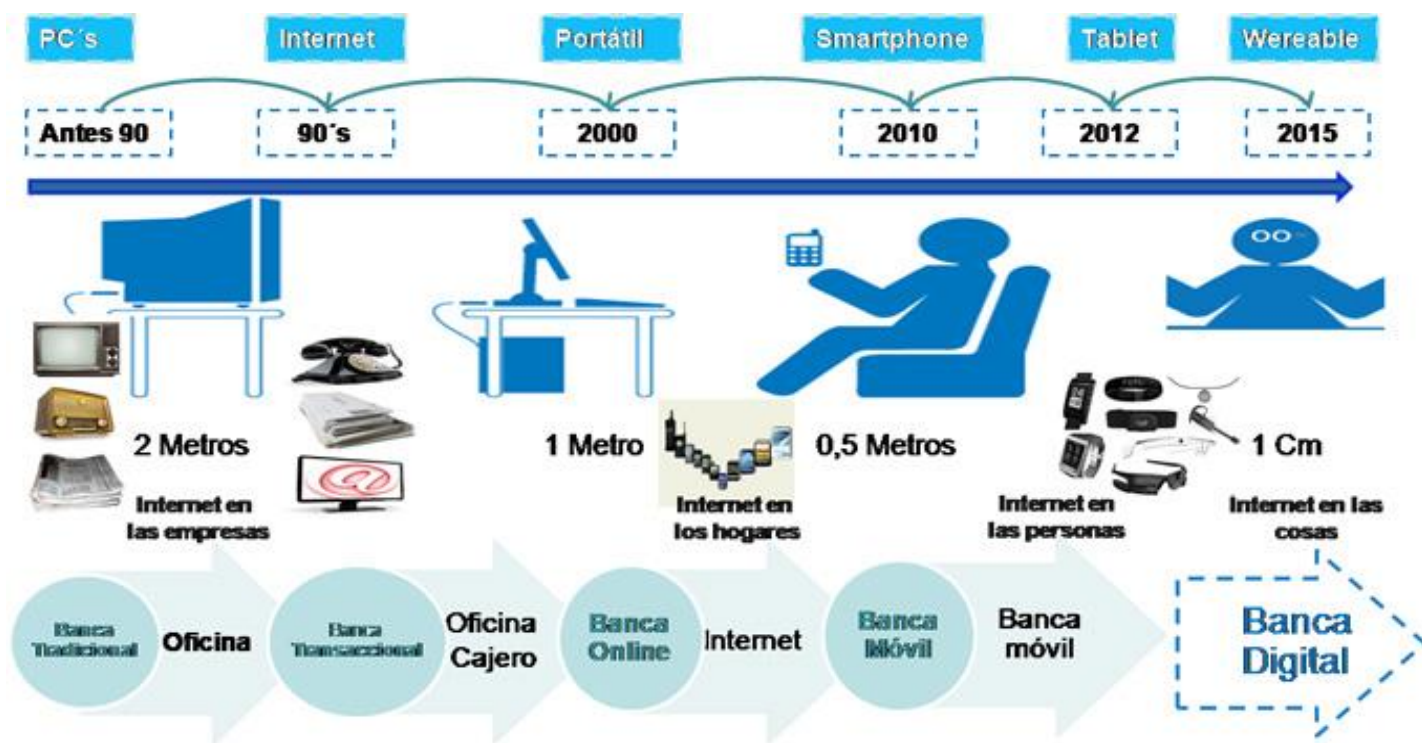 PC´s
Internet
Portátil
Smartphone
Tablet
Wereable
Antes 90
90´s
2000
2010
2012
2015
2 Metros
1 Metro
0,5 Metros
1 Cm
Internet en
las empresas
Internet en
los hogares
Internet en
las personas
Internet en las
cosas
Banca
Tradicional
Oficina
Banca
Transaccional
Oficina
Cajero
Banca
Online
Internet
Banca
Móvil
Banca
móvil
Banca
Digital